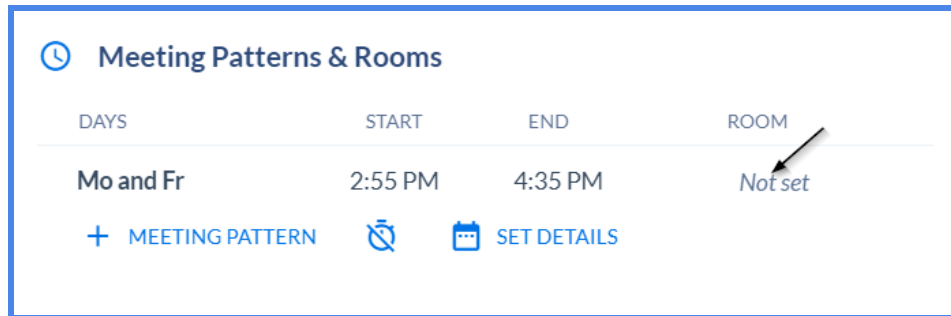 Meeting Patterns & Rooms
DAYS START END ROOM
Mo and Fr 2:55 PM 4:35 PM Not set
+ MEETING PATTERN SET DETAILS